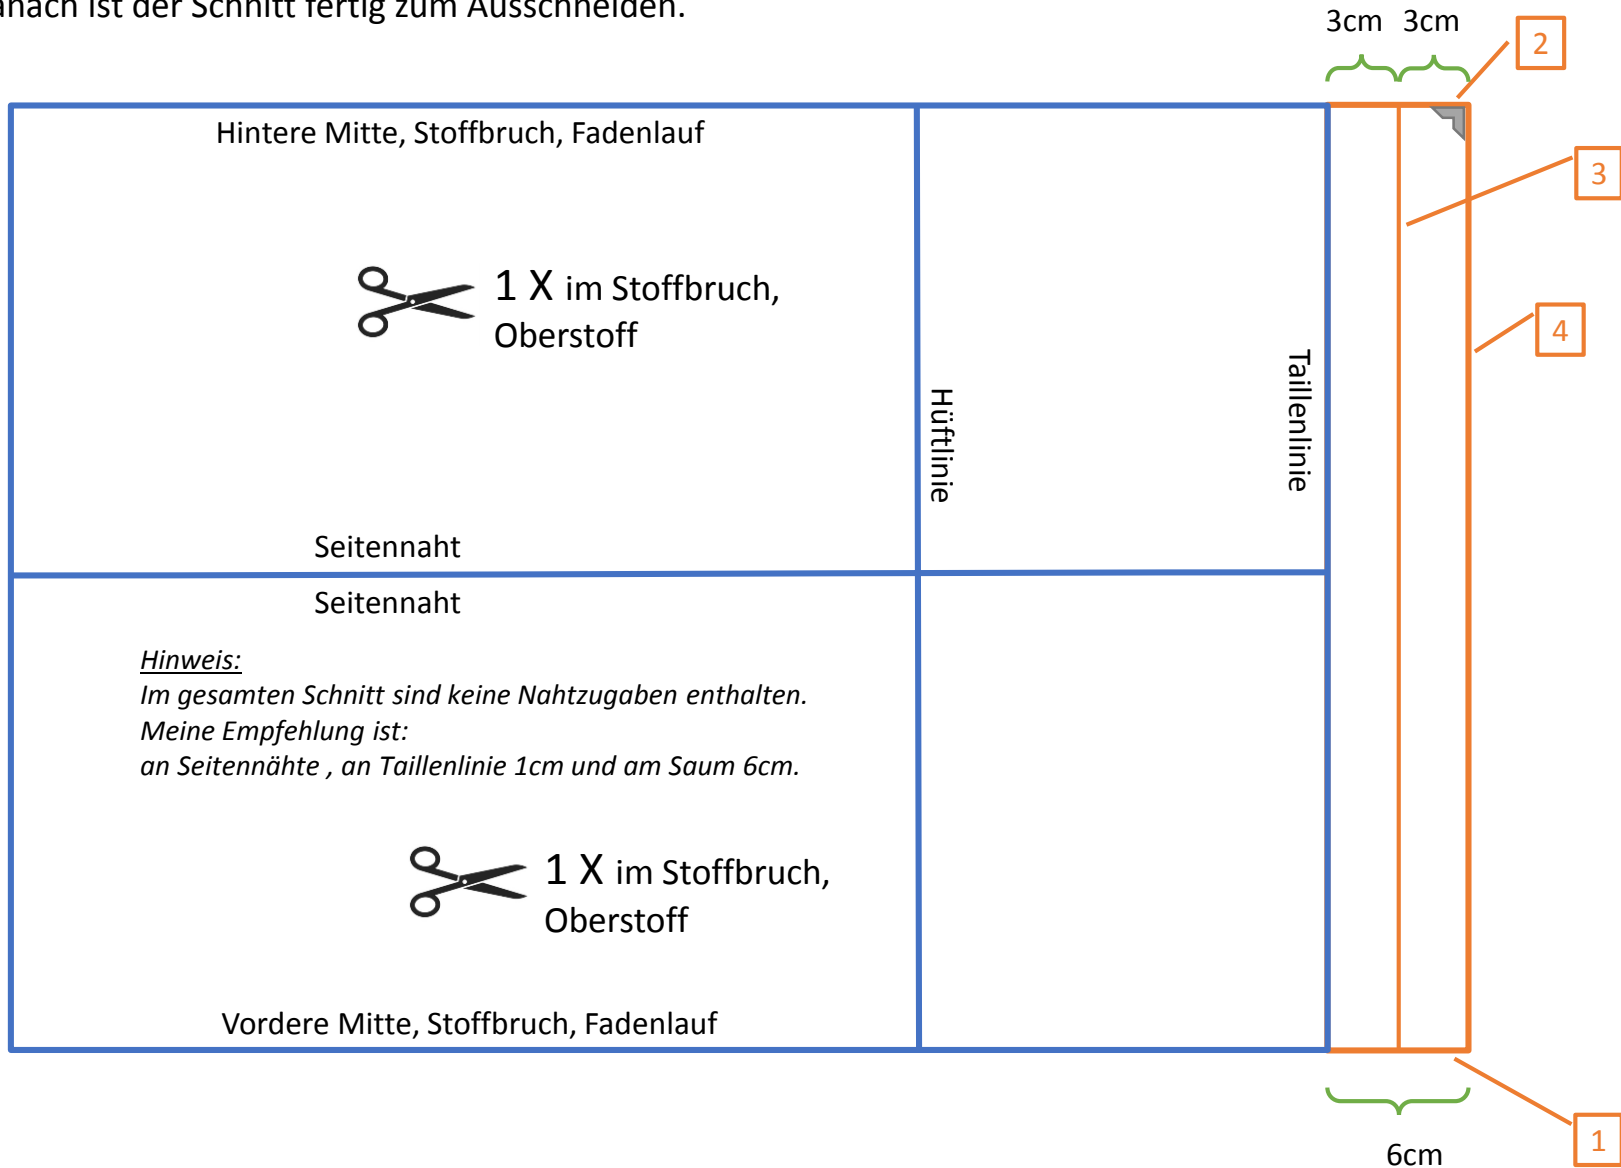 ist der Schnitt fertig zum Ausschneiden.
3cm 3cm
2
Hintere Mitte, Stoffbruch, Fadenlauf
3
1 X im Stoffbruch,
Oberstoff
4
Taillenlinie
Hüftlinie
Seitennaht
Seitennaht
Hinweis:
Im gesamten Schnitt sind keine Nahtzugaben enthalten.
Meine Empfehlung ist:
an Seitennähte , an Taillenlinie 1cm und am Saum 6cm.
1 X im Stoffbruch,
Oberstoff
Vordere Mitte, Stoffbruch, Fadenlauf
1
6cm